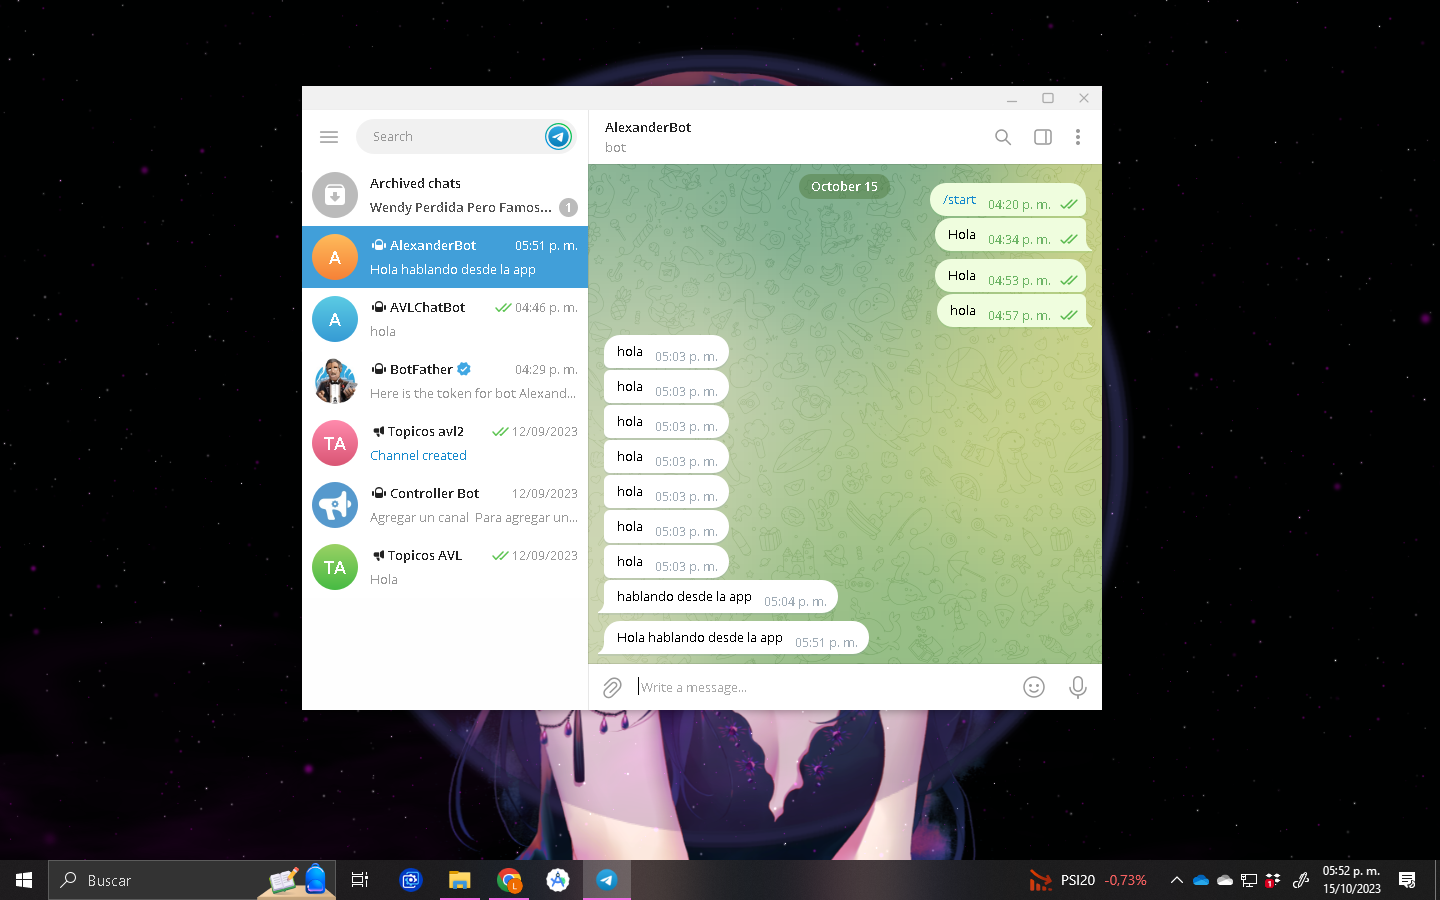 Search
Archived chats
Wendy Perdida Pero Famos...
1
A
AlexanderBot
05:51 p. m.
Hola hablando desde la app
A
AVLChatBot
04:46 p. m.
hola
BotFather
04:29 p. m.
Here is the token for bot Alexand...
TA
Topicos avl2
12/09/2023
Channel created
Controller Bot
12/09/2023
Agregar un canal Para agregar un...
TA
Topicos AVL
12/09/2023
Hola
AlexanderBot
bot
October 15
/start 04:20 p. m.
Hola 04:34 p. m.
Hola 04:53 p. m.
hola 04:57 p. m.
hola 05:03 p. m.
hola 05:03 p. m.
hola 05:03 p. m.
hola 05:03 p. m.
hola 05:03 p. m.
hola 05:03 p. m.
hola 05:03 p. m.
hablando desde la app 05:04 p. m.
Hola hablando desde la app 05:51 p. m.
Write a message...
Buscar
L
PSI20 -0,73%
1
05:52 p. m.
15/10/2023